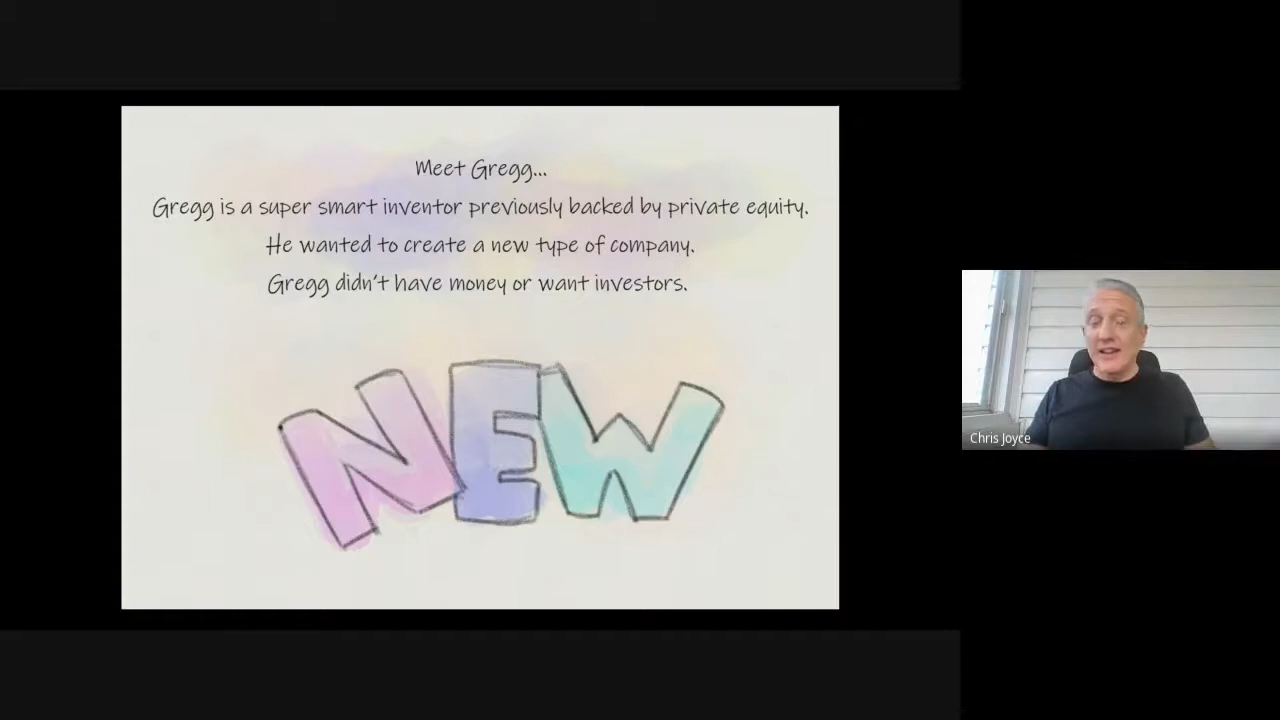 Meet Gregg...
Gregg is a super smart inventor previously backed by private equity.
He wanted to create a new type of company.
Gregg didn't have money or want investors.
NEW
Chris Joyce